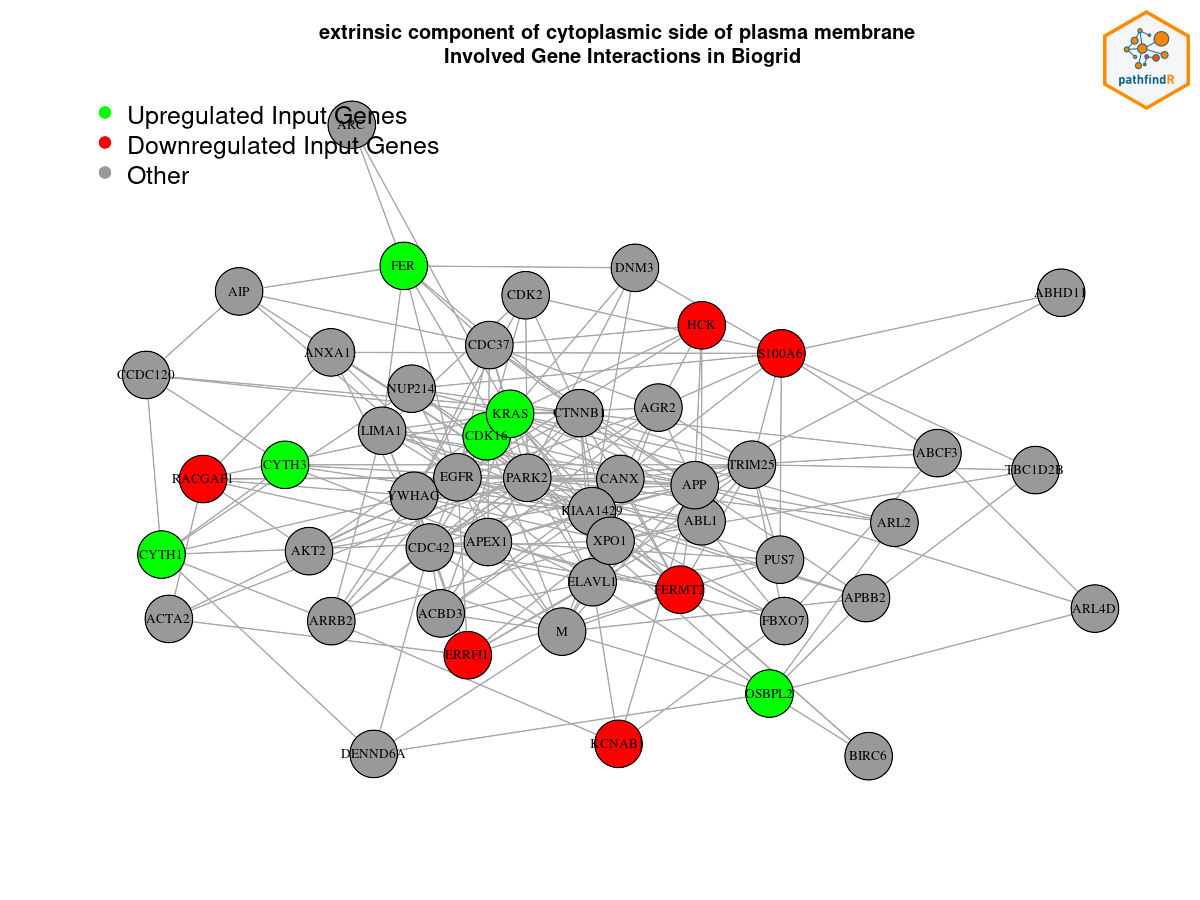 extrinsic component of cytoplasmic side of plasma membrane
Involved Gene Interactions in Biogrid
pathfindR
Upregulated Input Genes
ARC
Downregulated Input Genes
Other
FER
DNM3
AIP
CDK2
ABHD11
HCK
CDC37
ANXA1
S100A6
CCDC120
NUP214
AGR2
KRAS
CTNNB1
LIMA1
CDK16
ABCF3
CYTH3
TRIM25
TBC1D2B
RACGAP1
EGFR
PARK2
CANX
APP
YWHAG
KIAA1429
ABL1
ARL2
XPO1
APEX1
CDC42
AKT2
CYTH1
PUS7
ELAVL1
FERMT2
APBB2
ARL4D
ACTA2
ARRB2
ACBD3
FBXO7
M
ERRFI1
OSBPL2
KCNAB1
DENND6A
BIRC6